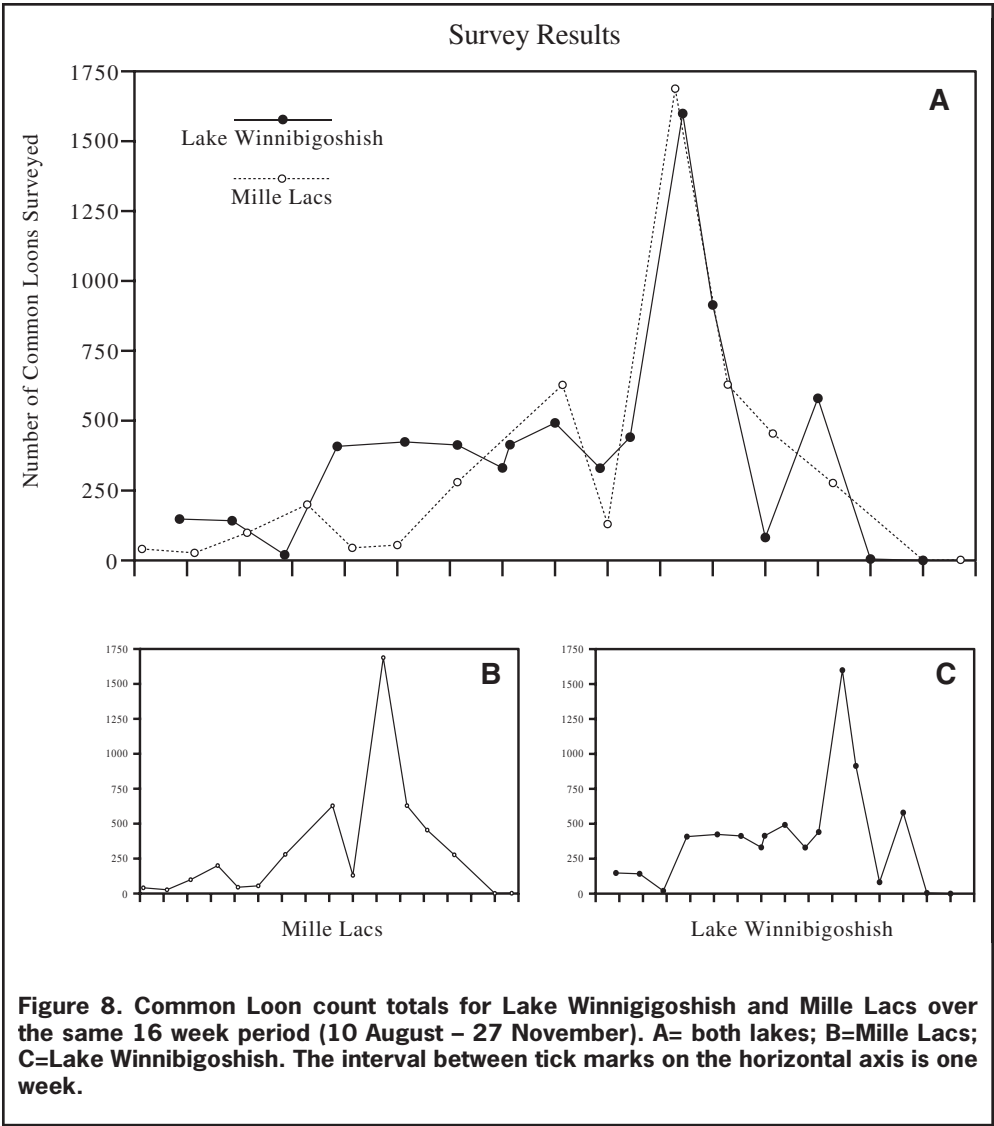 Survey Results
A
Number of Common Loons Surveyed
1750
1500
1250
1000
750
500
250
0
Lake Winnibigoshish
Mille Lacs
B
1750
1500
1250
1000
750
500
250
0
Mille Lacs
C
1750
1500
1250
1000
750
500
250
0
Lake Winnibigoshish
Figure 8. Common Loon count totals for Lake Winnigigoshish and Mille Lacs over
the same 16 week period (10 August – 27 November). A= both lakes; B=Mille Lacs;
C=Lake Winnibigoshish. The interval between tick marks on the horizontal axis is one
week.